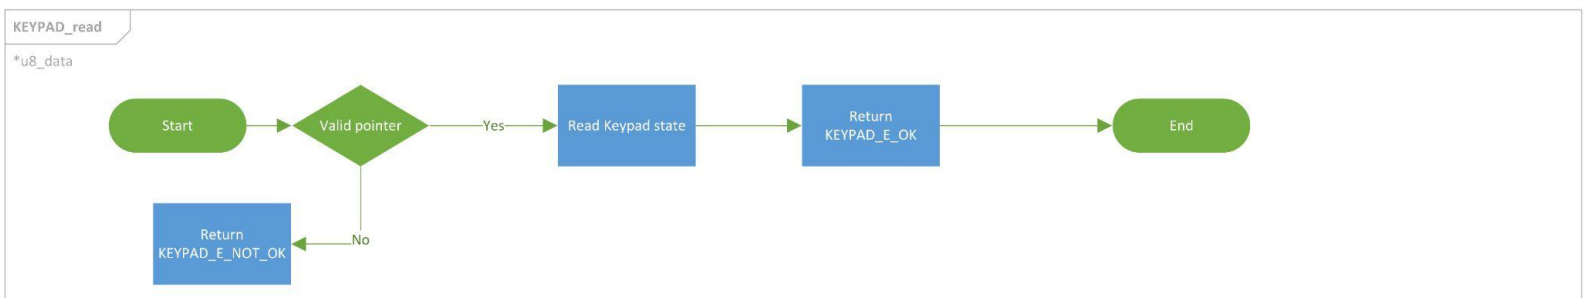 KEYPAD_read
*u8_data
Start
Valid pointer
Yes
Read Keypad state
Return
KEYPAD_E_OK
End
No
Return
KEYPAD_E_NOT_OK